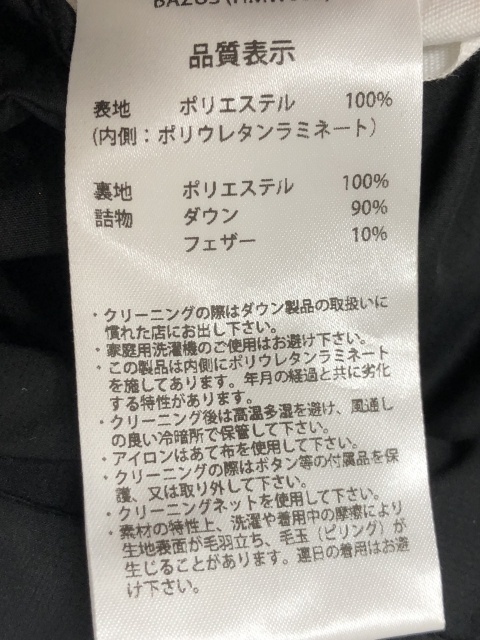 品質表示
表地 ポリエステル 100%
(内側：ポリウレタンラミネート)
裏地 ポリエステル 100%
詰物 ダウン 90%
フェザー 10%
・クリーニングの際はダウン製品の取扱いに
慣れた店にお出し下さい。
・家庭用洗濯機のご使用はお避け下さい。
・この製品は内側にポリウレタンラミネート
を施してあります。年月の経過と共に劣化
する特性があります。
・クリーニング後は高温多湿を避け、風通し
の良い冷暗所で保管して下さい。
・アイロンはあて布を使用して下さい。
・クリーニングの際はボタン等の付属品を保
護、又は取り外して下さい。
・クリーニングネットを使用して下さい。
・素材の特性上、洗濯や着用中の摩擦により
生地表面が毛羽立ち、毛玉（ピリング）が
生じることがあります。連日の着用はお避
け下さい。